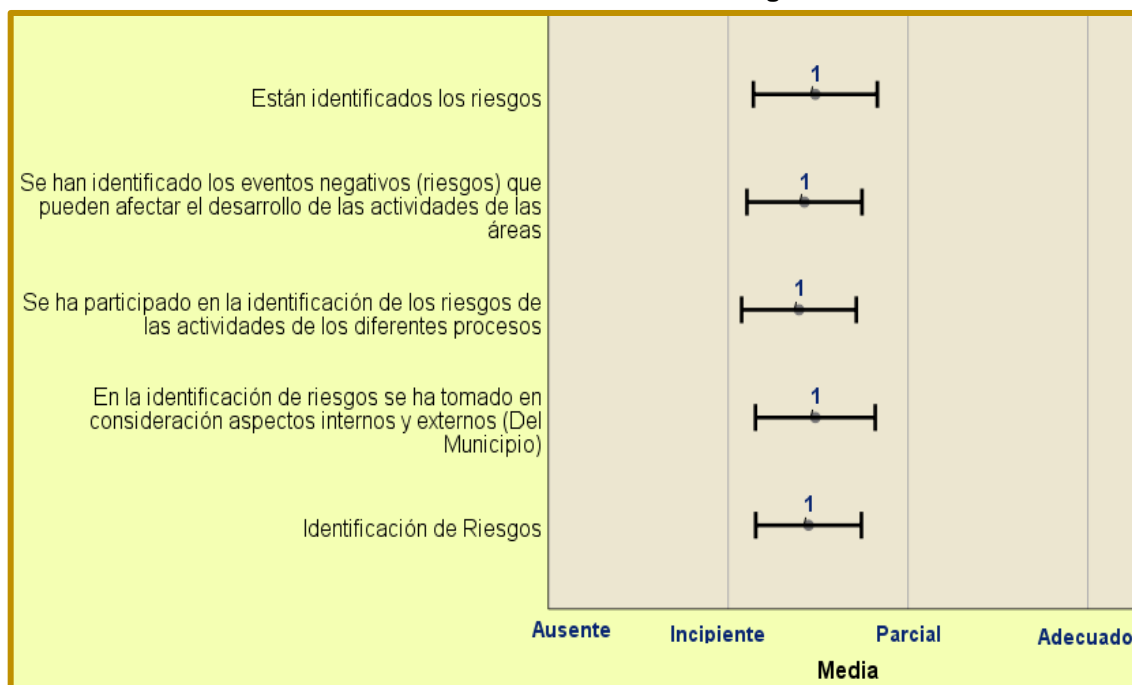 1
Están identificados los riesgos
Se han identificado los eventos negativos (riesgos) que
pueden afectar el desarrollo de las actividades de las
áreas
1
Se ha participado en la identificación de los riesgos de
las actividades de los diferentes procesos
1
En la identificación de riesgos se ha tomado en
consideración aspectos internos y externos (Del
Municipio)
1
Identificación de Riesgos
1
Ausente Incipiente Parcial Adecuado
Media